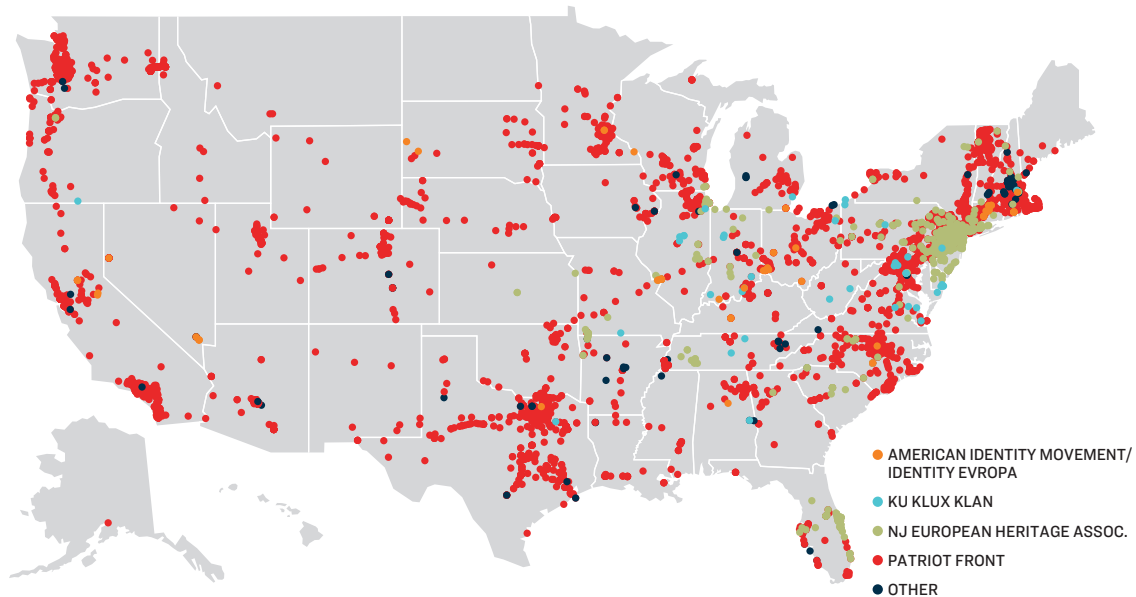 AMERICAN IDENTITY MOVEMENT/
IDENTITY EVROPA
KU KLUX KLAN
NJ EUROPEAN HERITAGE ASSOC.
PATRIOT FRONT
OTHER